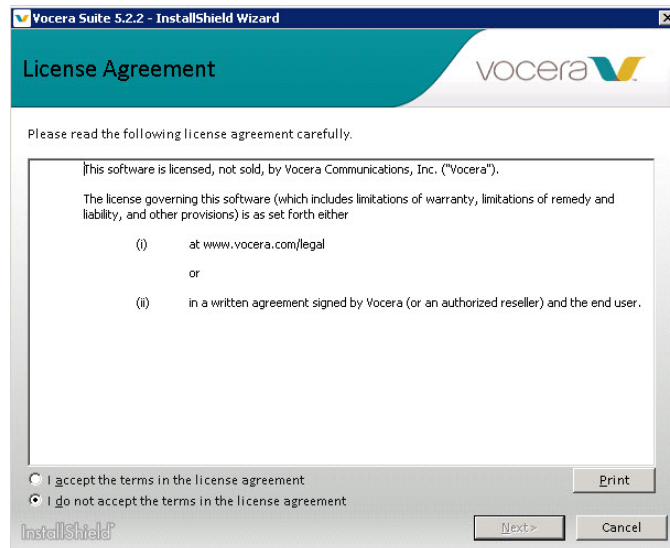 Vocera Suite 5.2.2 - InstallShield Wizard
License Agreement
vocera
Please read the following license agreement carefully.
This software is licensed, not sold, by Vocera Communications, Inc. ("Vocera").
The license governing this software (which includes limitations of warranty, limitations of remedy and
liability, and other provisions) is as set forth either
(i) at www.vocera.com/legal
or
(ii) in a written agreement signed by Vocera (or an authorized reseller) and the end user.
I accept the terms in the license agreement
Print
I do not accept the terms in the license agreement
InstallShield
Next >
Cancel